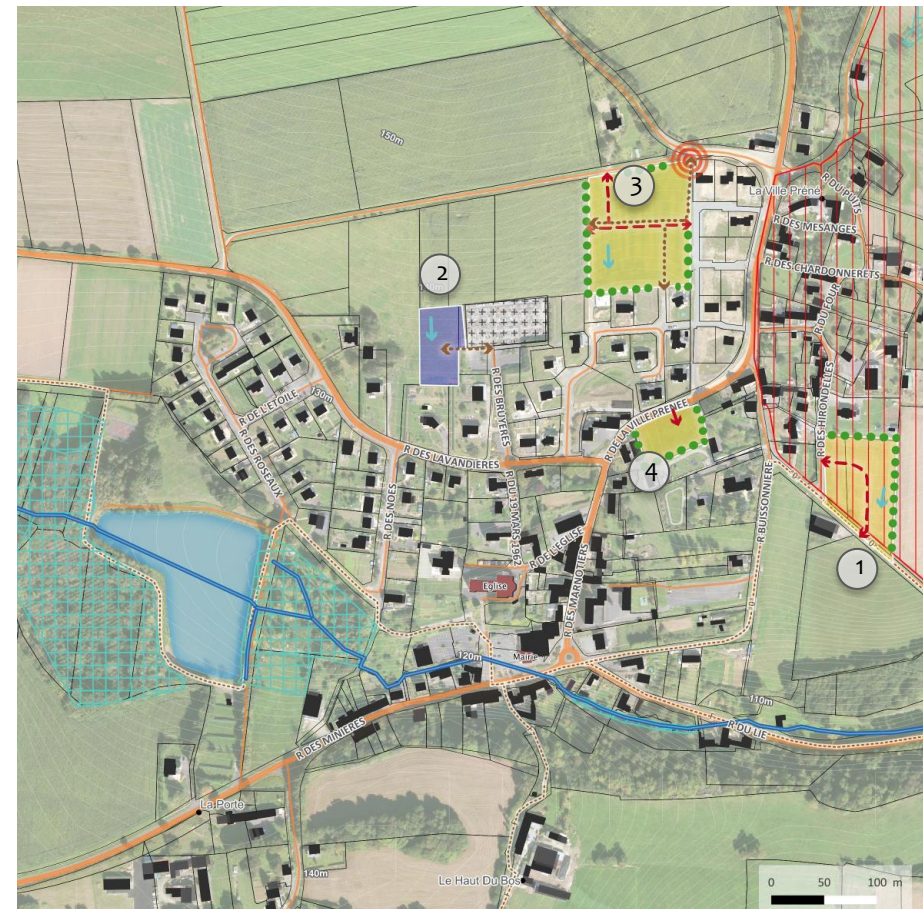 150m
3
La Ville Prêné
R DU PUITS
R DES MESANGES
2
R DES CHARDONNERETS
R DU FOUR
R DES BRUYERES
130m
R DE L'ETOILE
R DES HIRONDELLES
R DE LA VILLE PRENEE
R DES ROSEAUX
R DES LAVANDIERES
4
R DES NOES
R DU 19 MARS 1962
R DE L'EGLISE
R BUISSONNIERE
1
Eglise
R DES MARNOTIERS
120m
Mairie
110m
R DU LIE
R DES MINIERES
La Porte
140m
Le Haut Du Bos
0 50 100 m